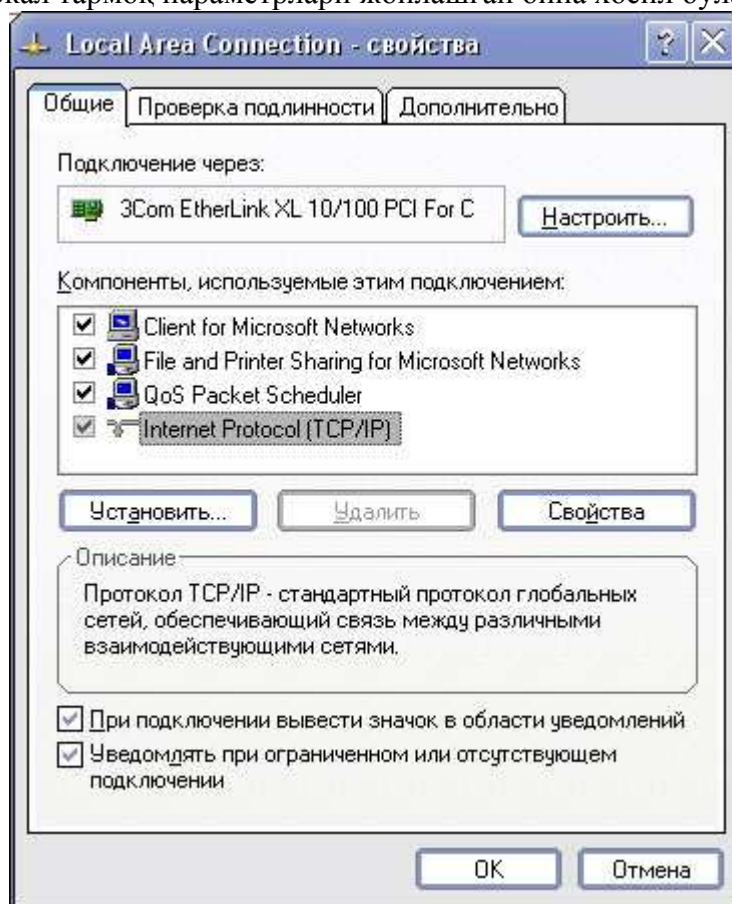 тармоқ параметрлари жойлашган
Local Area Connection - свойства
Общие Проверка подлинности Дополнительно
Подключение через:
3Com EtherLink XL 10/100 PCI For C Настроить...
Компоненты, используемые этим подключением:
Client for Microsoft Networks
File and Printer Sharing for Microsoft Networks
QoS Packet Scheduler
Internet Protocol (TCP/IP)
Установить... Удалить Свойства
Описание
Протокол TCP/IP - стандартный протокол глобальных
сетей, обеспечивающий связь между различными
взаимодействующими сетями.
При подключении вывести значок в области уведомлений
Уведомлять при ограниченном или отсутствующем
подключении
OK Отмена